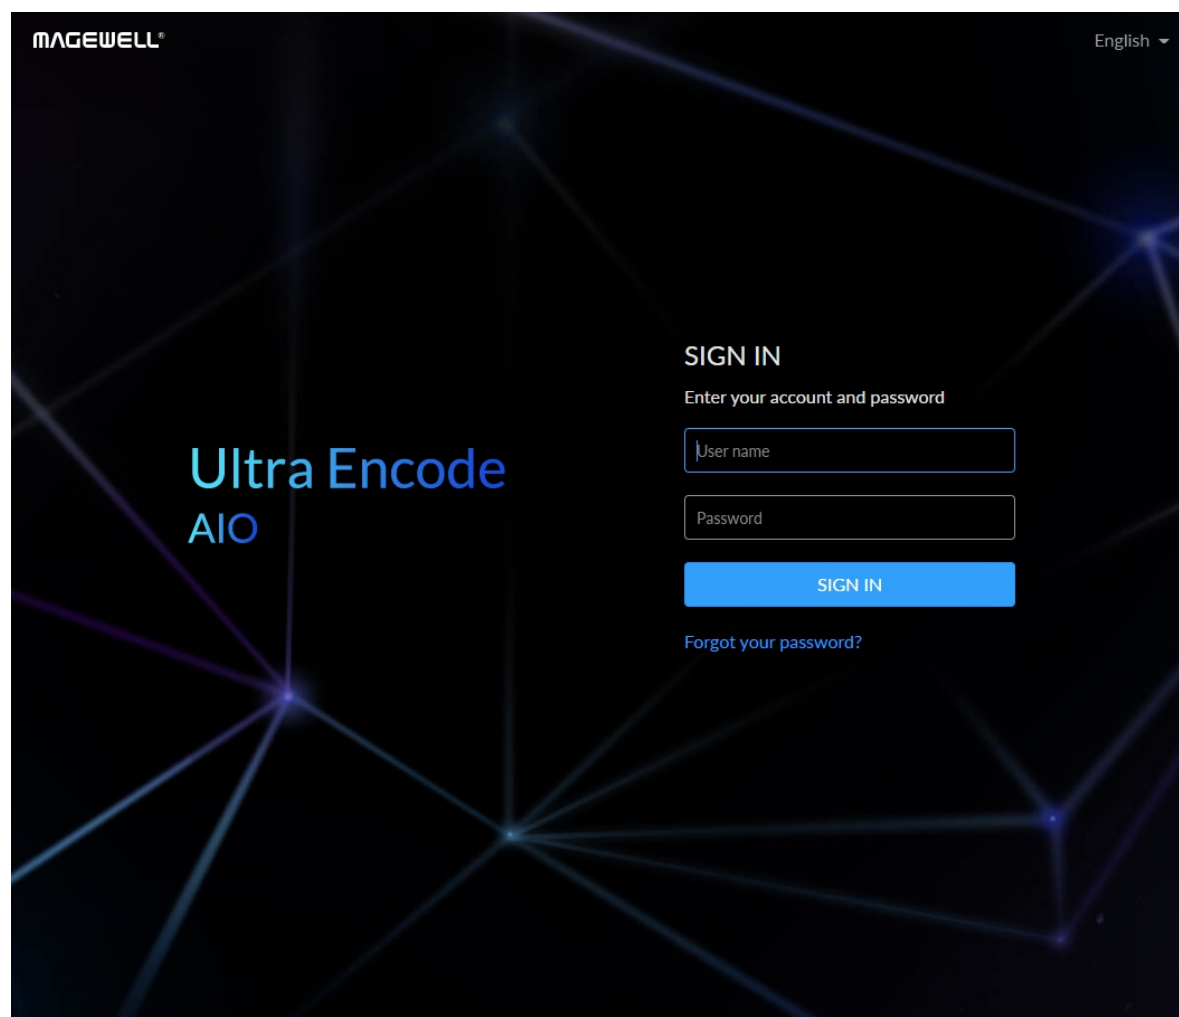 MAGEWELL®
English
Ultra Encode
AIO
SIGN IN
Enter your account and password
User name
Password
SIGN IN
Forgot your password?